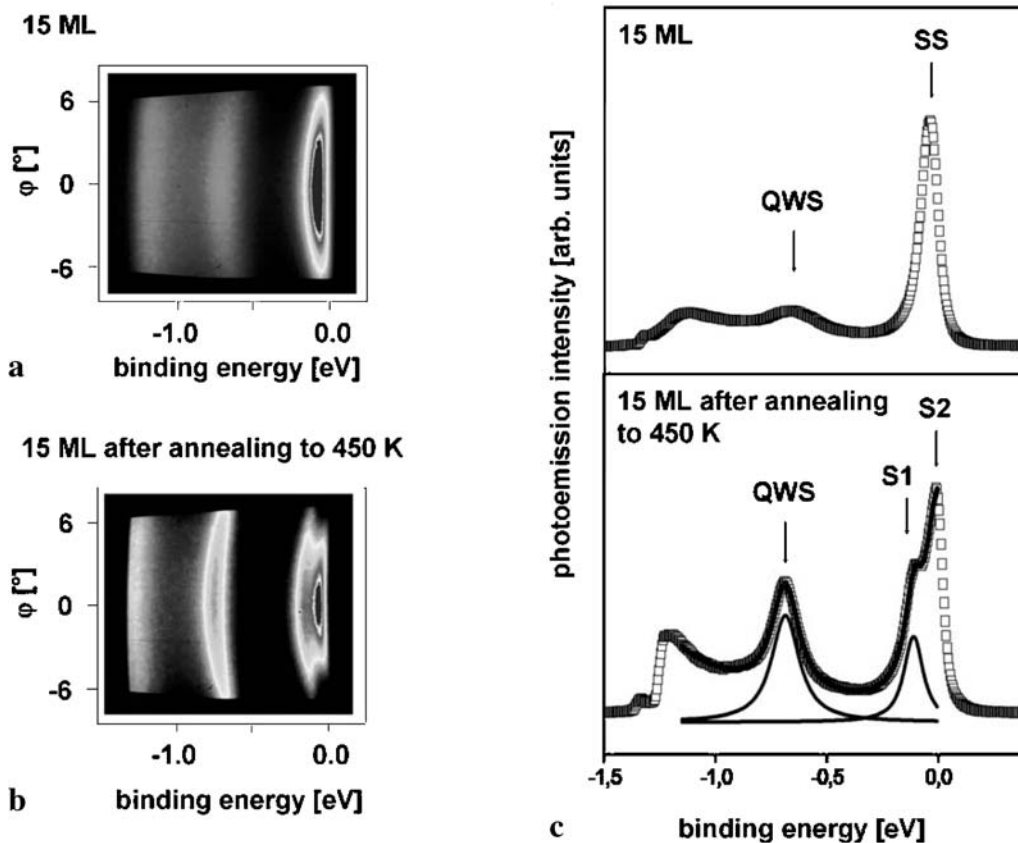 15 ML
6
0
-6
φ [°]
-1.0
0.0
binding energy [eV]
a
15 ML after annealing to 450 K
6
0
-6
φ [°]
-1.0
0.0
binding energy [eV]
b
15 ML
SS
QWS
15 ML after annealing
to 450 K
S2
S1
QWS
photoemission intensity [arb. units]
-1,5
-1,0
-0,5
0,0
binding energy [eV]
c